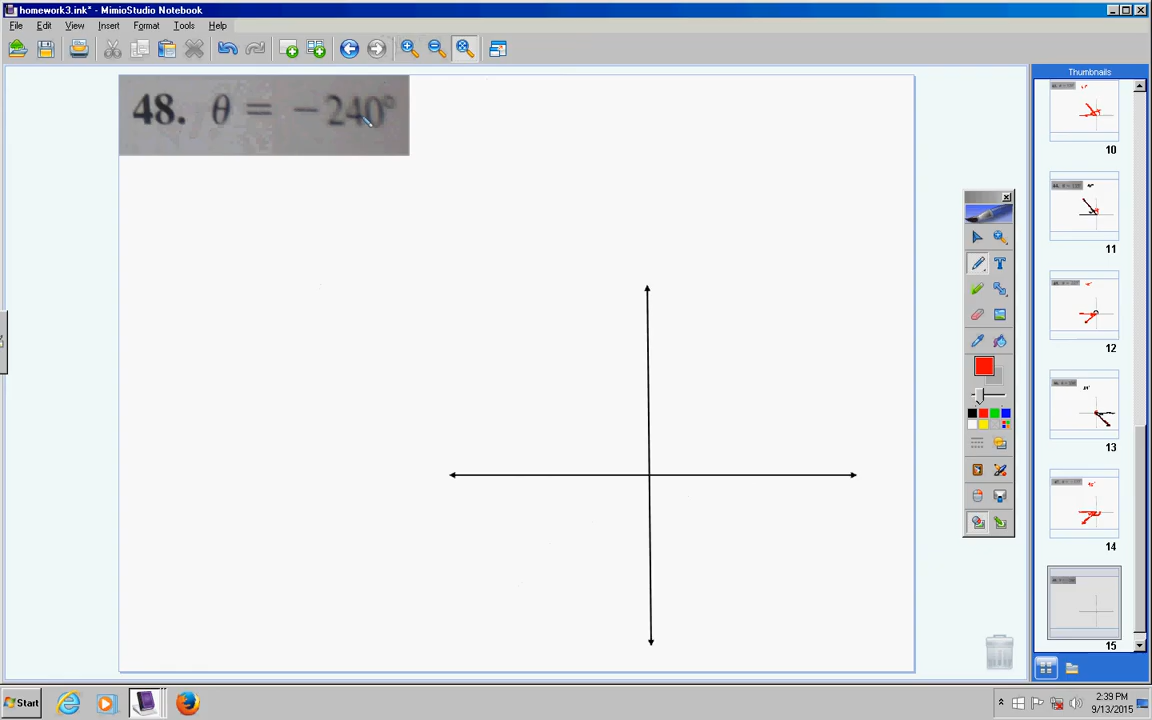 homework3.ink* - MimioStudio Notebook
File Edit View Insert Format Tools Help
48. θ = −240°
Thumbnails
10
11
12
13
14
15
Start
2:39 PM
9/13/2015